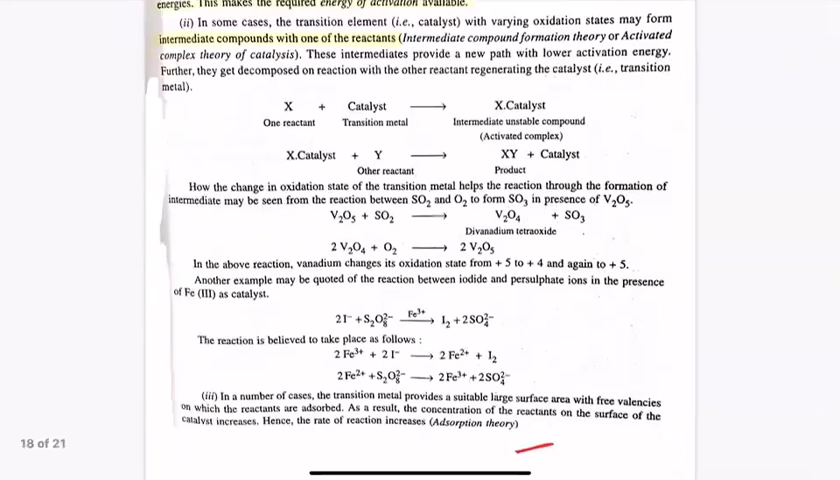 energies. This makes the required energy of activation available.
(ii) In some cases, the transition element (i.e., catalyst) with varying oxidation states may form
intermediate compounds with one of the reactants (Intermediate compound formation theory or Activated
complex theory of catalysis). These intermediates provide a new path with lower activation energy.
Further, they get decomposed on reaction with the other reactant regenerating the catalyst (i.e., transition
metal).
X + Catalyst ⟶ X.Catalyst
One reactant Transition metal Intermediate unstable compound
(Activated complex)
X.Catalyst + Y ⟶ XY + Catalyst
Other reactant Product
How the change in oxidation state of the transition metal helps the reaction through the formation of
intermediate may be seen from the reaction between SO₂ and O₂ to form SO₃ in presence of V₂O₅.
V₂O₅ + SO₂ ⟶ V₂O₄ + SO₃
Divanadium tetraoxide
2 V₂O₄ + O₂ ⟶ 2 V₂O₅
In the above reaction, vanadium changes its oxidation state from + 5 to + 4 and again to + 5.
Another example may be quoted of the reaction between iodide and persulphate ions in the presence
of Fe (III) as catalyst.
2I⁻ + S₂O₈²⁻ ⟶ I₂ + 2SO₄²⁻
Fe³⁺
The reaction is believed to take place as follows :
2 Fe³⁺ + 2 I⁻ ⟶ 2 Fe²⁺ + I₂
2 Fe²⁺ + S₂O₈²⁻ ⟶ 2 Fe³⁺ + 2SO₄²⁻
(iii) In a number of cases, the transition metal provides a suitable large surface area with free valencies
on which the reactants are adsorbed. As a result, the concentration of the reactants on the surface of the
catalyst increases. Hence, the rate of reaction increases (Adsorption theory)
18 of 21